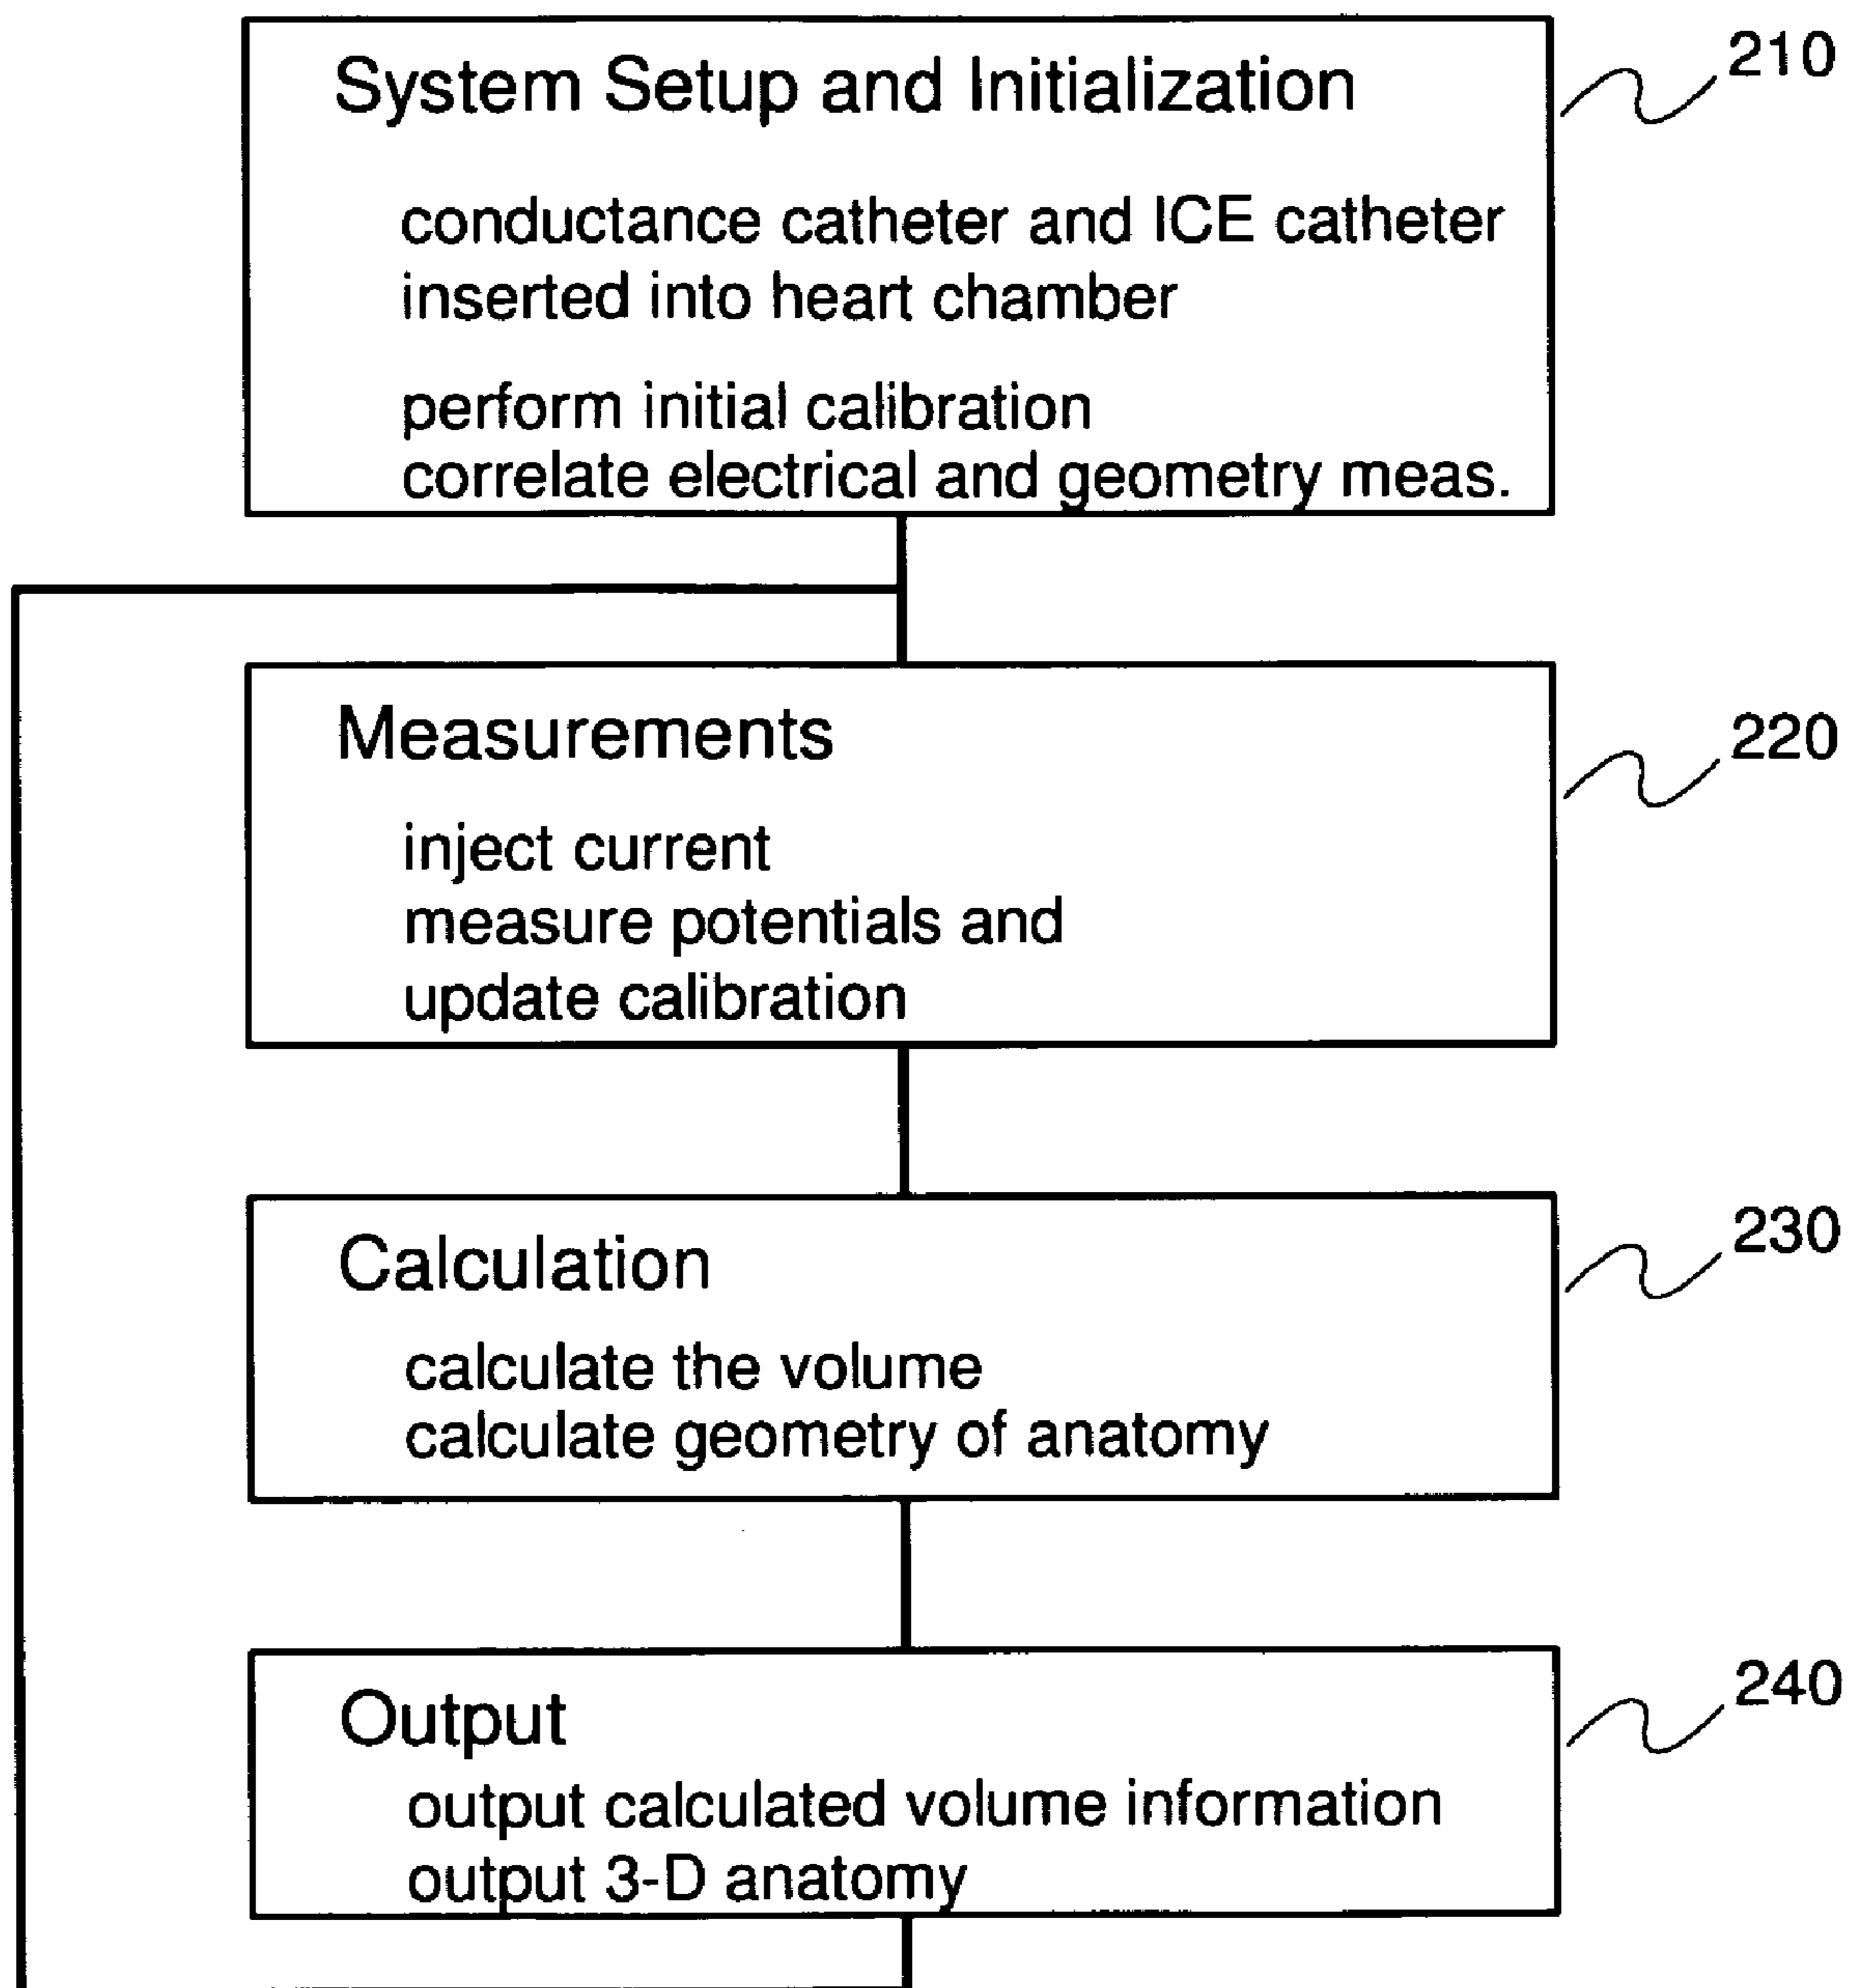 System Setup and Initialization
210
conductance catheter and ICE catheter
inserted into heart chamber
perform initial calibration
correlate electrical and geometry meas.
Measurements
220
inject current
measure potentials and
update calibration
Calculation
230
calculate the volume
calculate geometry of anatomy
Output
240
output calculated volume information
output 3-D anatomy